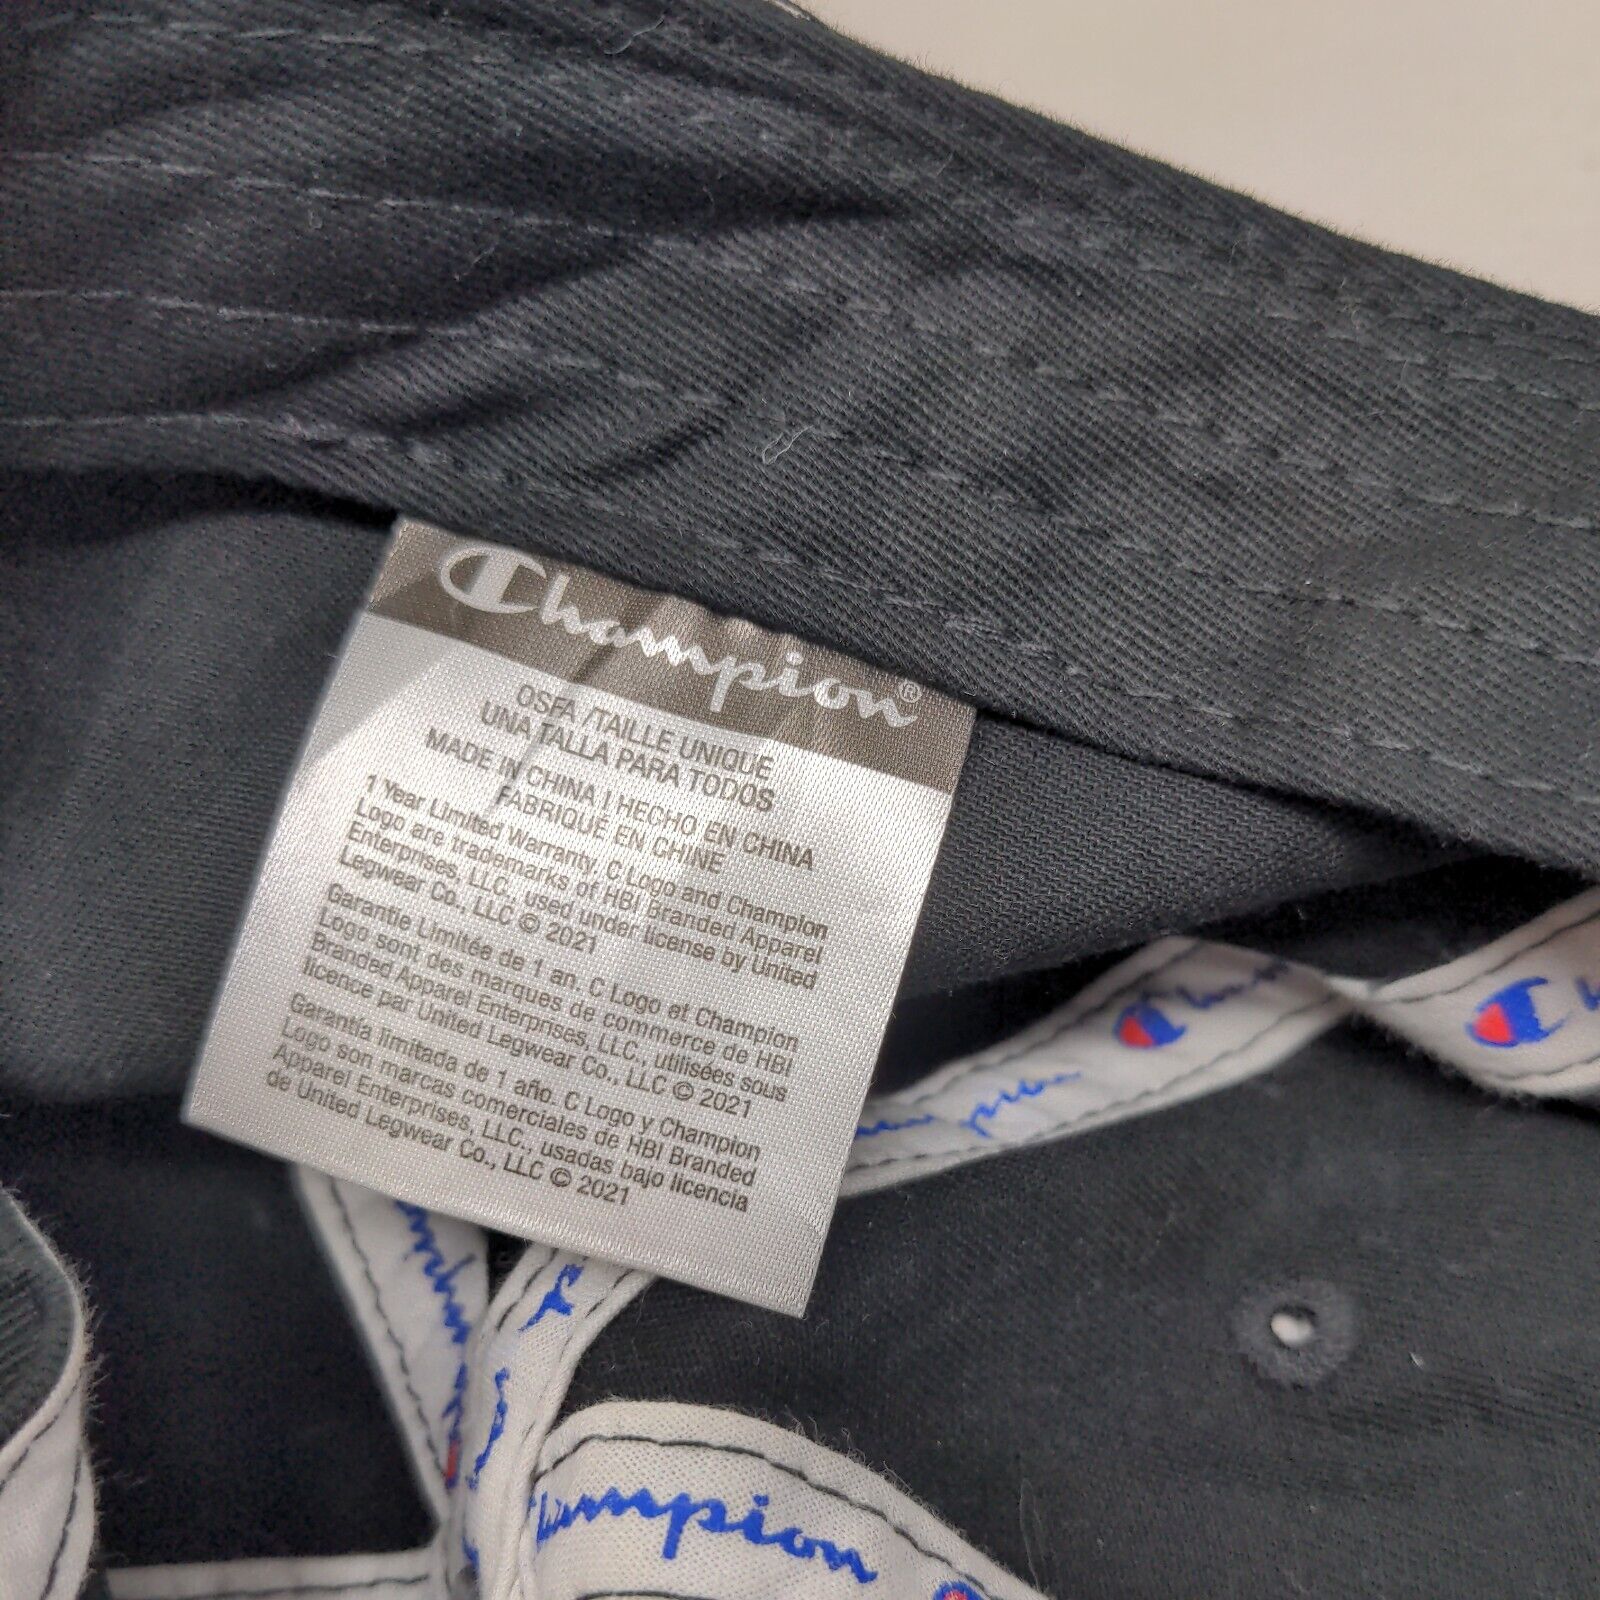 Champion®
OSFA /TAILLE UNIQUE
UNA TALLA PARA TODOS
MADE IN CHINA | HECHO EN CHINA
FABRIQUÉ EN CHINE
1 Year Limited Warranty. C Logo and Champion
Logo are trademarks of HBI Branded Apparel
Enterprises, LLC, used under license by United
Legwear Co., LLC © 2021
Garantie Limitée de 1 an. C Logo et Champion
Logo sont des marques de commerce de HBI
Branded Apparel Enterprises, LLC., utilisées sous
licence par United Legwear Co., LLC © 2021
Garantía limitada de 1 año. C Logo y Champion
Logo son marcas comerciales de HBI Branded
Apparel Enterprises, LLC., usadas bajo licencia
de United Legwear Co., LLC © 2021
Champion